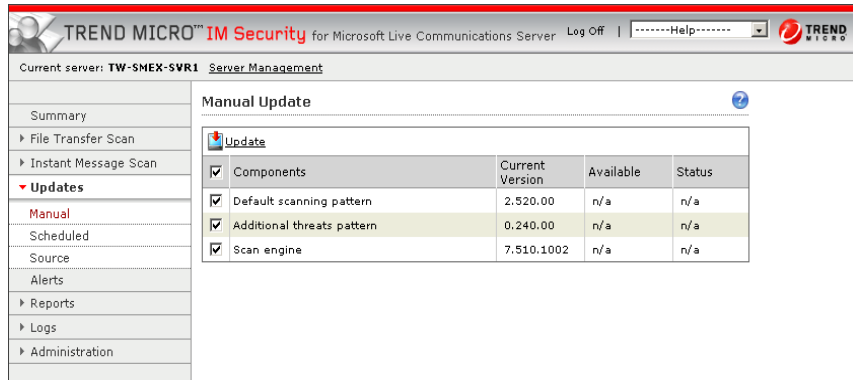 TREND MICRO™ IM Security for Microsoft Live Communications Server Log Off | -------Help-------
TREND MICRO
Current server: TW-SMEX-SVR1 Server Management
Summary
File Transfer Scan
Instant Message Scan
Updates
Manual
Scheduled
Source
Alerts
Reports
Logs
Administration
Manual Update
?
Update
Components Current Version Available Status
Default scanning pattern 2.520.00 n/a n/a
Additional threats pattern 0.240.00 n/a n/a
Scan engine 7.510.1002 n/a n/a